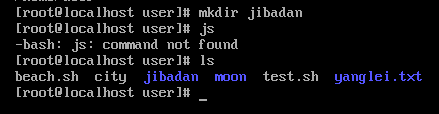 [root@localhost user]# mkdir jibadan
[root@localhost user]# js
-bash: js: command not found
[root@localhost user]# ls
beach.sh  city  jibadan  moon  test.sh  yanglei.txt
[root@localhost user]# _